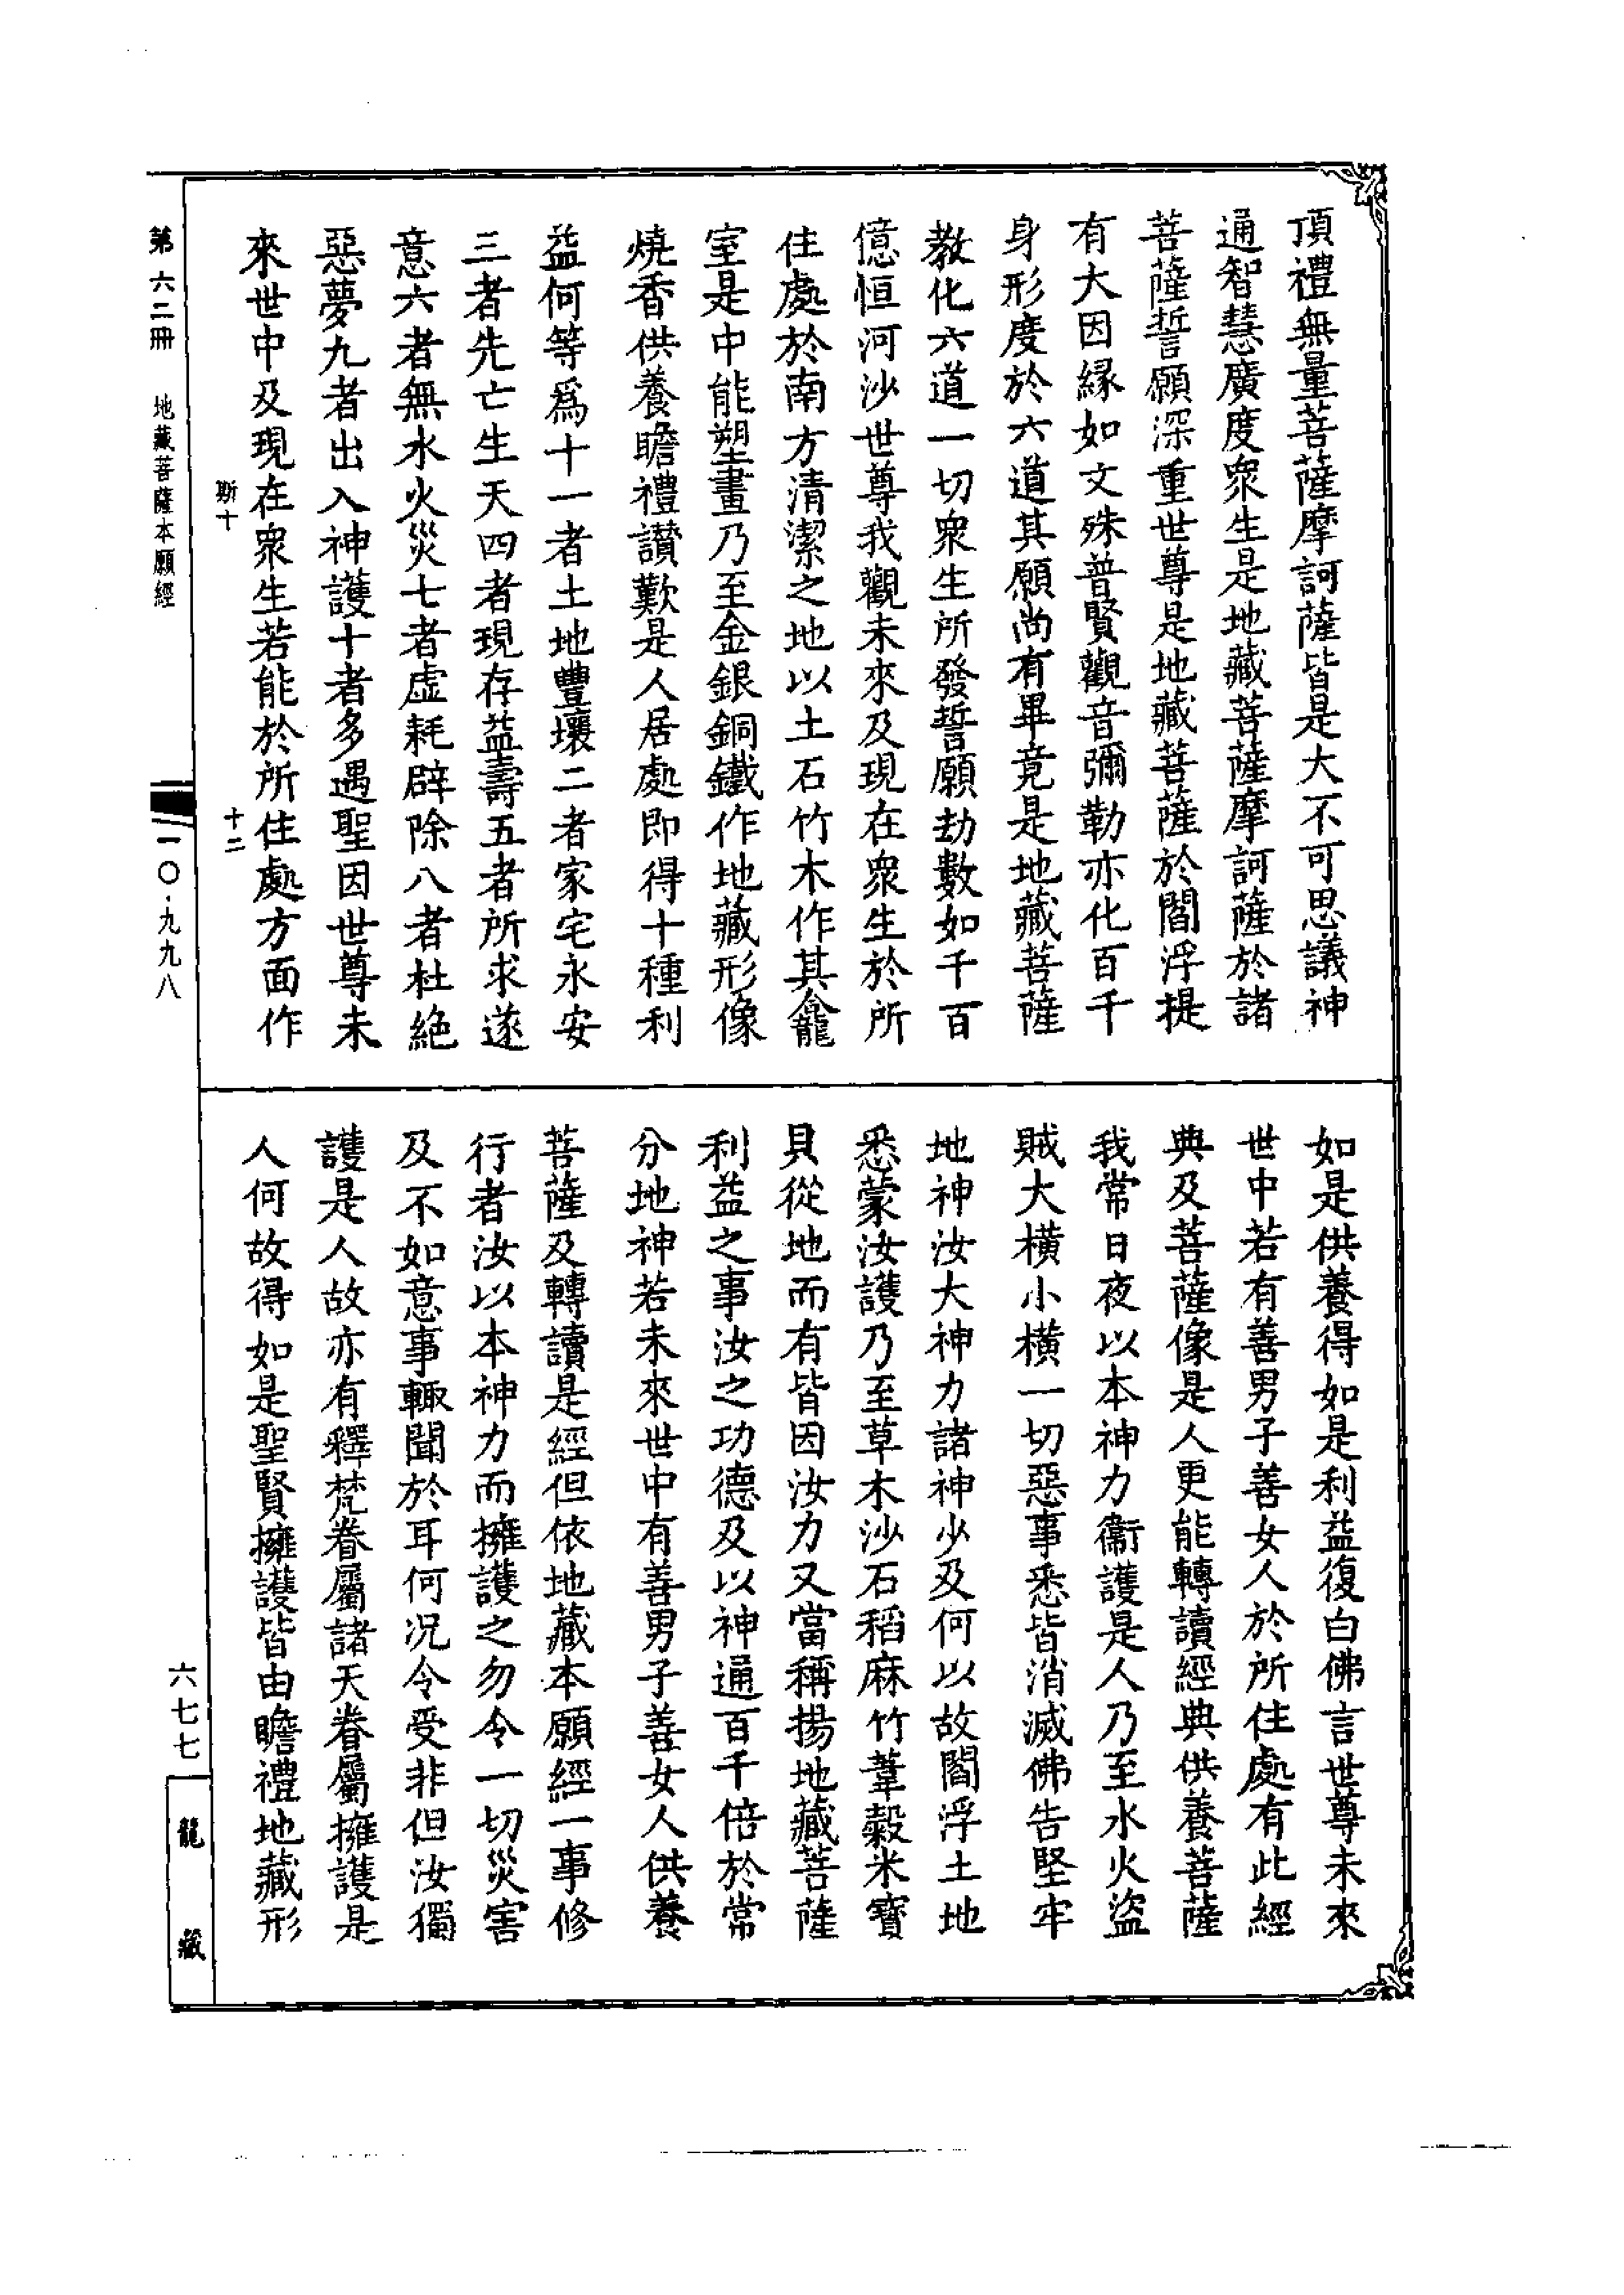 頂禮無量菩薩摩訶薩皆是大不可思議神
通智慧廣度衆生是地藏菩薩摩訶薩於諸
菩薩誓願深重世尊是地藏菩薩於閻浮提
有大因緣如文殊普賢觀音彌勒亦化百千
身形度於六道其願尚有畢竟是地藏菩薩
教化六道一切衆生所發誓願劫數如千百
億恒河沙世尊我觀未來及現在衆生於所
住處於南方清潔之地以土石竹木作其龕
室是中能塑畫乃至金銀銅鐵作地藏形像
燒香供養瞻禮讃歎是人居處即得十種利
益何等爲十一者土地豐壤二者家宅永安
三者先亡生天四者現存益壽五者所求遂
意六者無水火災七者虛耗辟除八者杜絕
惡夢九者出入神護十者多遇聖因世尊未
來世中及現在衆生若能於所住處方面作
如是供養得如是利益復白佛言世尊未來
世中若有善男子善女人於所住處有此經
典及菩薩像是人更能轉讀經典供養菩薩
我常日夜以本神力衞護是人乃至水火盜
賊大橫小橫一切惡事悉皆消滅佛告堅牢
地神汝大神力諸神少及何以故閻浮土地
悉蒙汝護乃至草木沙石稻麻竹葦穀米寶
貝從地而有皆因汝力又當稱揚地藏菩薩
利益之事汝之功德及以神通百千倍於常
分地神若未來世中有善男子善女人供養
菩薩及轉讀是經但依地藏本願經一事修
行者汝以本神力而擁護之勿令一切災害
及不如意事輙聞於耳何况令受非但汝獨
護是人故亦有釋梵眷屬諸天眷屬擁護是
人何故得如是聖賢擁護皆由瞻禮地藏形
斯十
十二
第六二冊 地藏菩薩本願經
一〇·九九八
六七七
龍藏